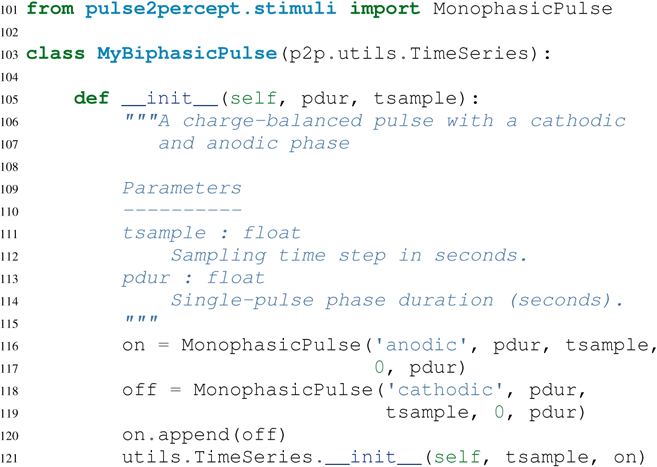 101 from pulse2percept.stimuli import MonophasicPulse
102
103 class MyBiphasicPulse(p2p.utils.TimeSeries):
104
105     def __init__(self, pdur, tsample):
106         """A charge-balanced pulse with a cathodic
107            and anodic phase
108
109         Parameters
110         ----------
111         tsample : float
112             Sampling time step in seconds.
113         pdur : float
114             Single-pulse phase duration (seconds).
115         """
116         on = MonophasicPulse('anodic', pdur, tsample,
117                              0, pdur)
118         off = MonophasicPulse('cathodic', pdur,
119                               tsample, 0, pdur)
120         on.append(off)
121         utils.TimeSeries.__init__(self, tsample, on)